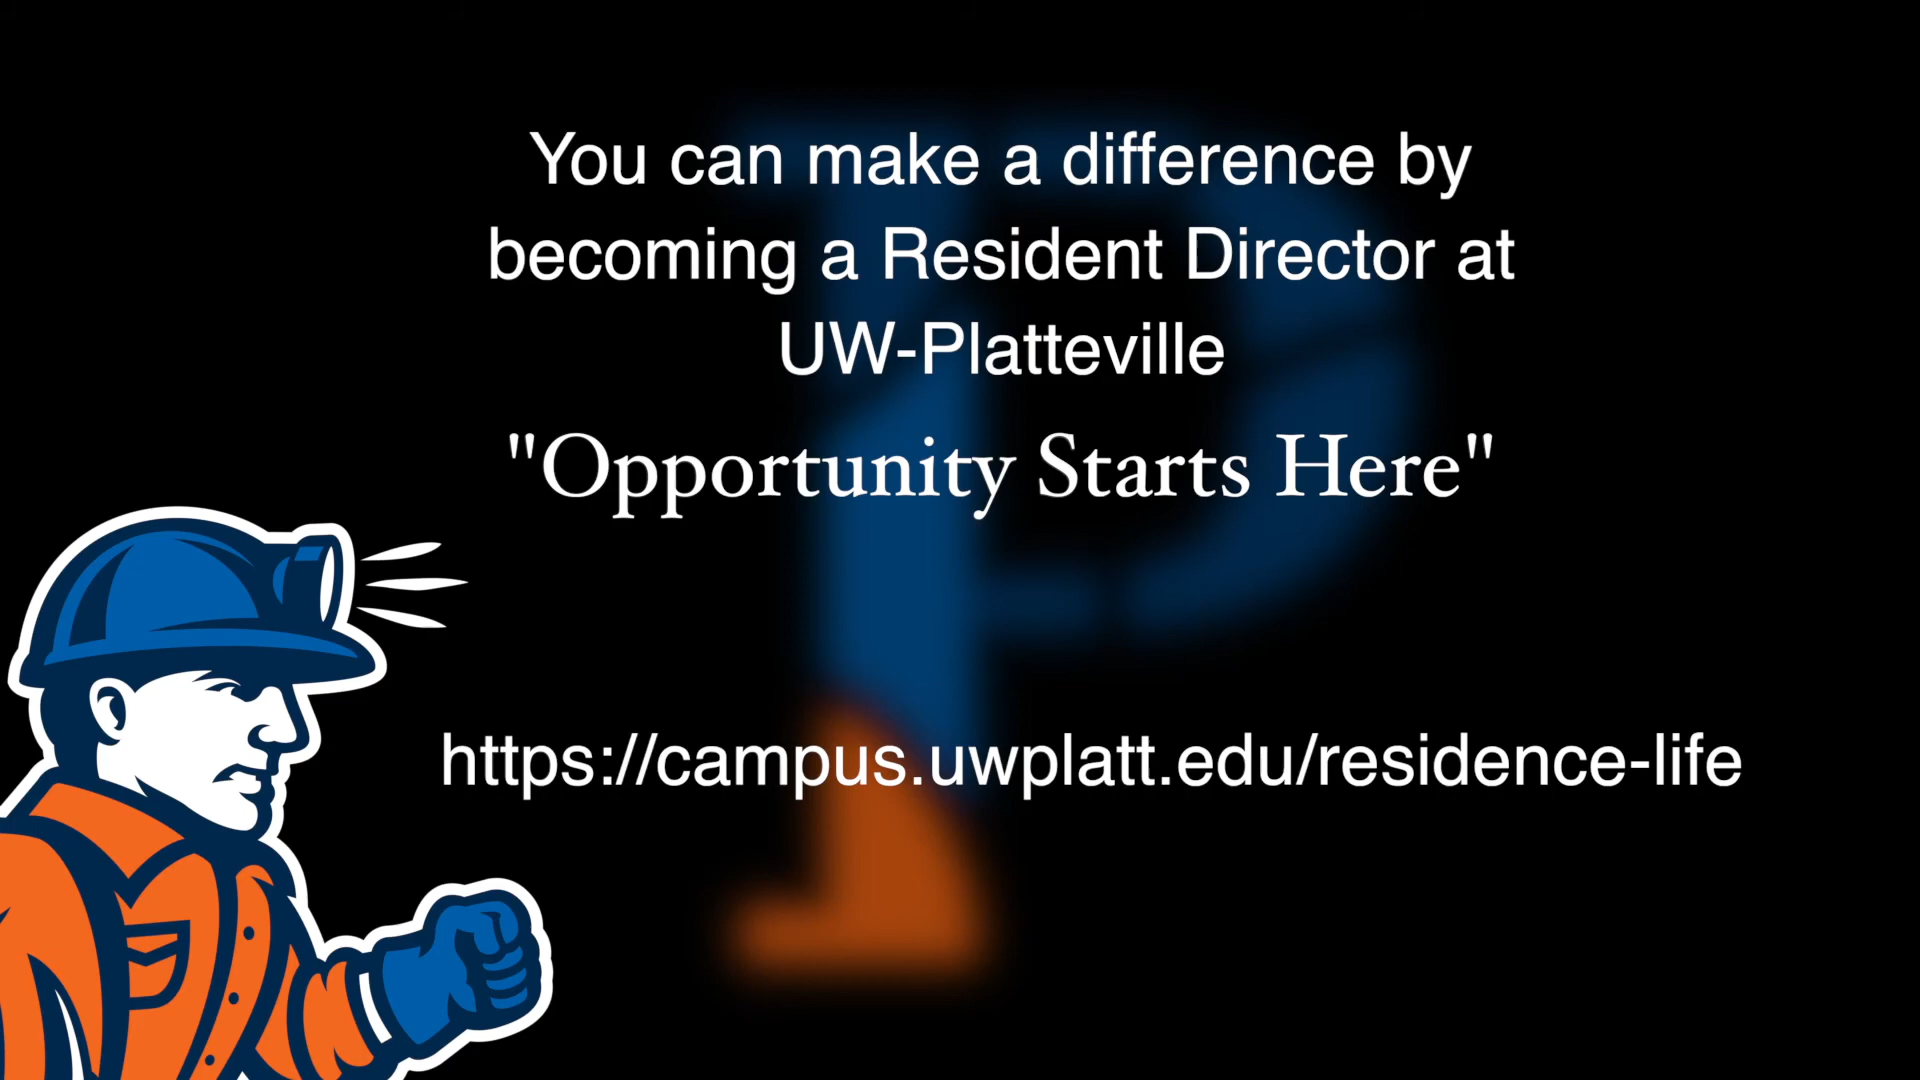 You can make a difference by
becoming a Resident Director at
UW-Platteville
"Opportunity Starts Here"
https://campus.uwplatt.edu/residence-life